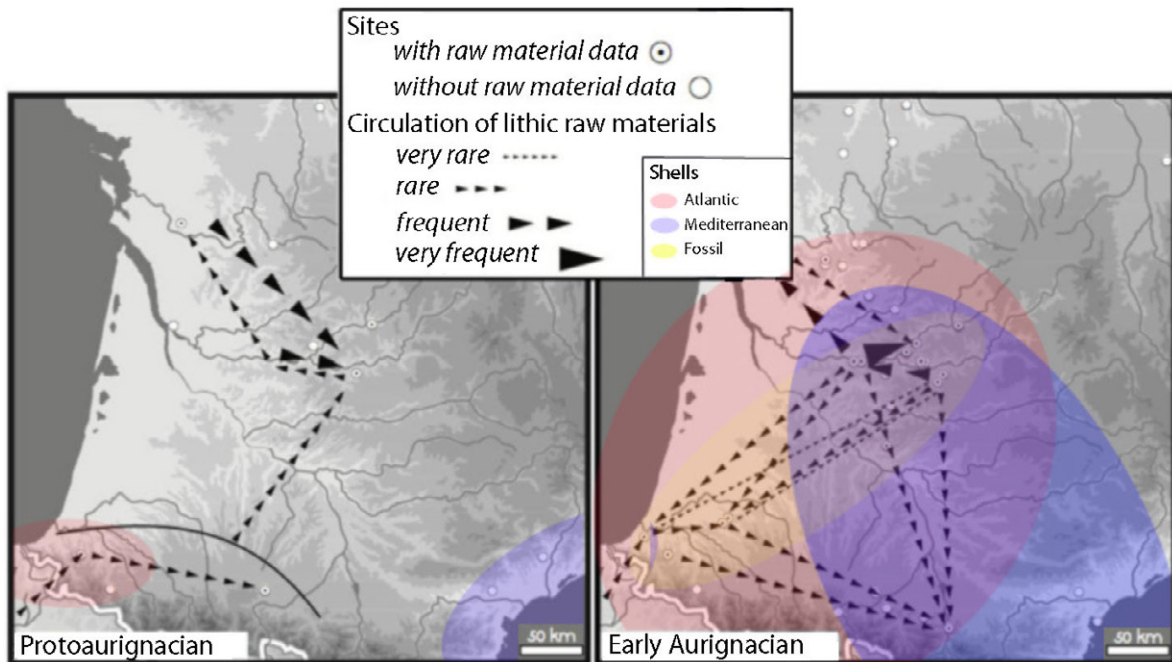 Sites
with raw material data
without raw material data
Circulation of lithic raw materials
very rare
rare
frequent
very frequent
Shells
Atlantic
Mediterranean
Fossil
Protoaurignacian
50 km
Early Aurignacian
50 km